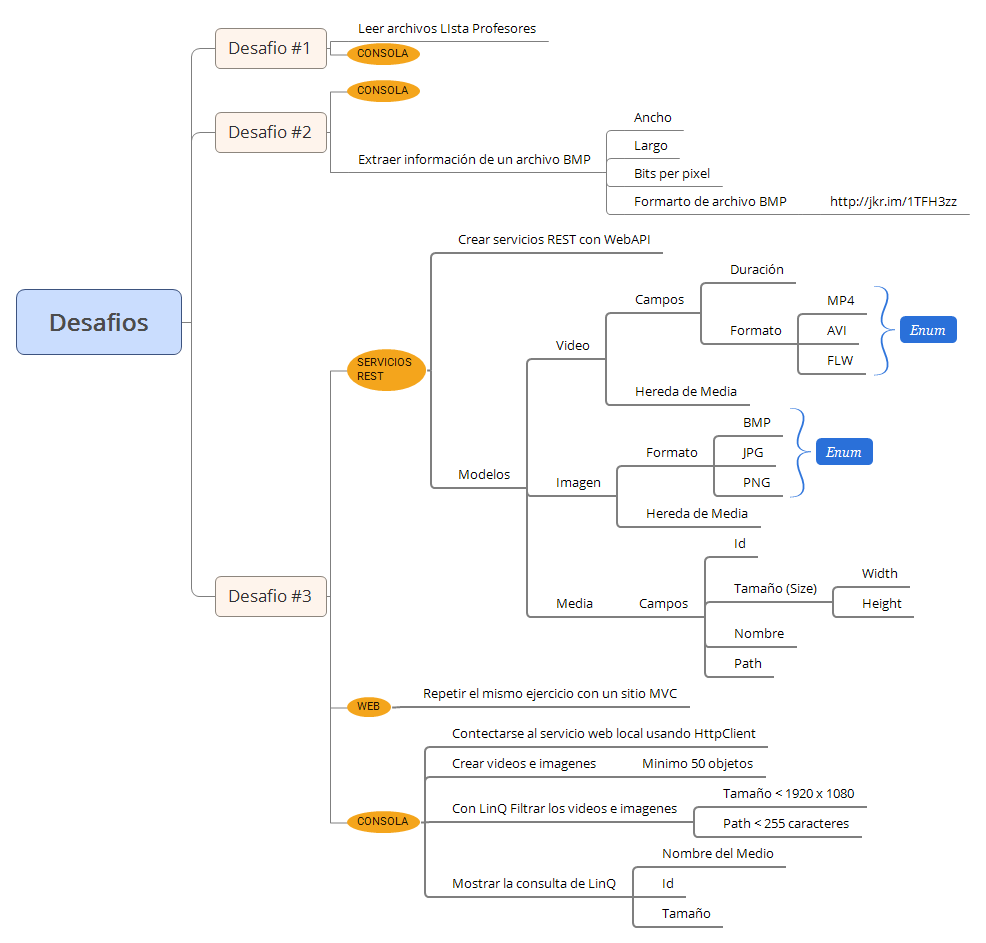 Desafios
Desafio #1
Leer archivos LIsta Profesores
CONSOLA
Desafio #2
CONSOLA
Extraer información de un archivo BMP
Ancho
Largo
Bits per pixel
Formarto de archivo BMP
http://jkr.im/1TFH3zz
Desafio #3
SERVICIOS
REST
Crear servicios REST con WebAPI
Modelos
Video
Campos
Duración
Formato
MP4
AVI
FLW
Enum
Hereda de Media
Imagen
Formato
BMP
JPG
PNG
Enum
Hereda de Media
Media
Campos
Id
Tamaño (Size)
Width
Height
Nombre
Path
WEB
Repetir el mismo ejercicio con un sitio MVC
CONSOLA
Contectarse al servicio web local usando HttpClient
Crear videos e imagenes
Minimo 50 objetos
Con LinQ Filtrar los videos e imagenes
Tamaño < 1920 x 1080
Path < 255 caracteres
Mostrar la consulta de LinQ
Nombre del Medio
Id
Tamaño